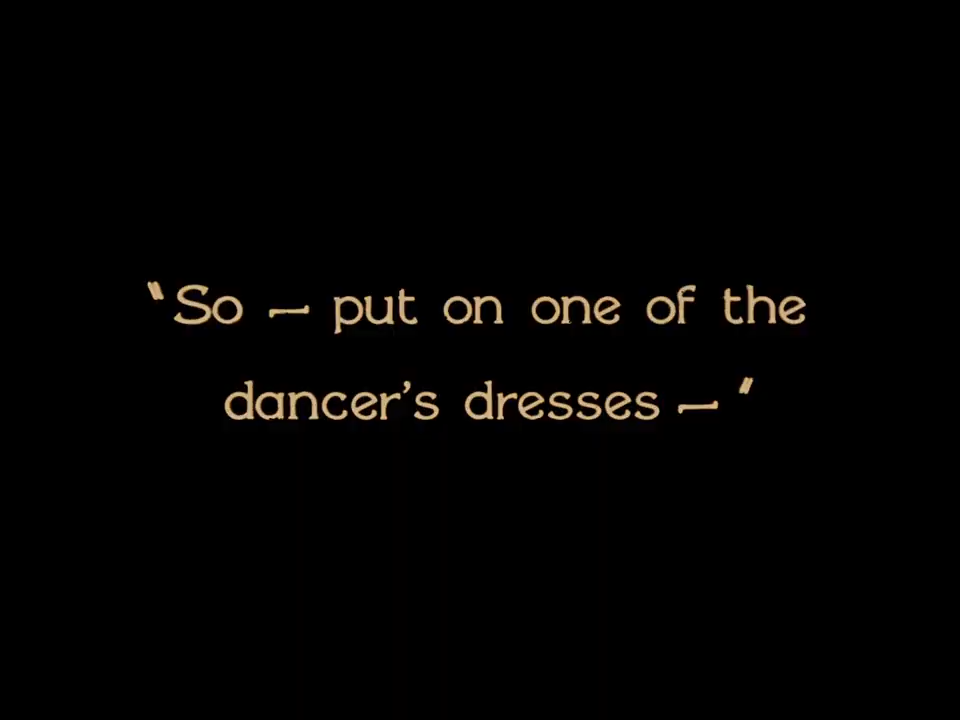 "So — put on one of the
dancer's dresses — "